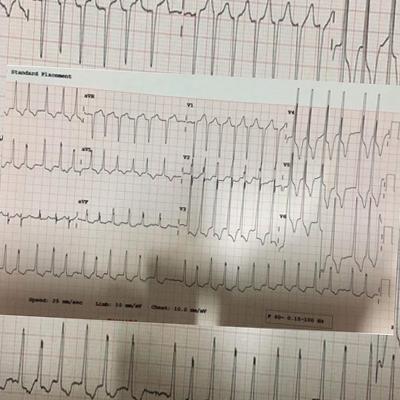 Standard Placement
aVR
V1
V4
aVL
V2
V5
aVF
V3
V6
Speed: 25 mm/sec Limb: 10 mm/mV Chest: 10.0 mm/mV
F 60~ 0.15-100 Hz